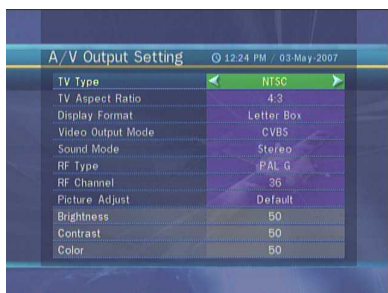 A/V Output Setting 12:24 PM / 03-May-2007
TV Type NTSC
TV Aspect Ratio 4:3
Display Format Letter Box
Video Output Mode CVBS
Sound Mode Stereo
RF Type PAL G
RF Channel 36
Picture Adjust Default
Brightness 50
Contrast 50
Color 50